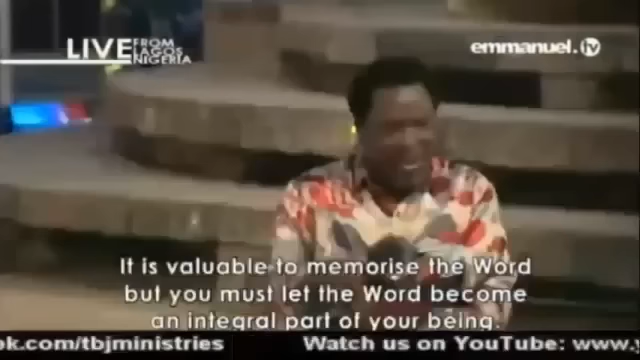 LIVE FROM LAGOS NIGERIA
emmanuel.tv
It is valuable to memorise the Word
but you must let the Word become
an integral part of your being.
k.com/tbjministries Watch us on YouTube: www.